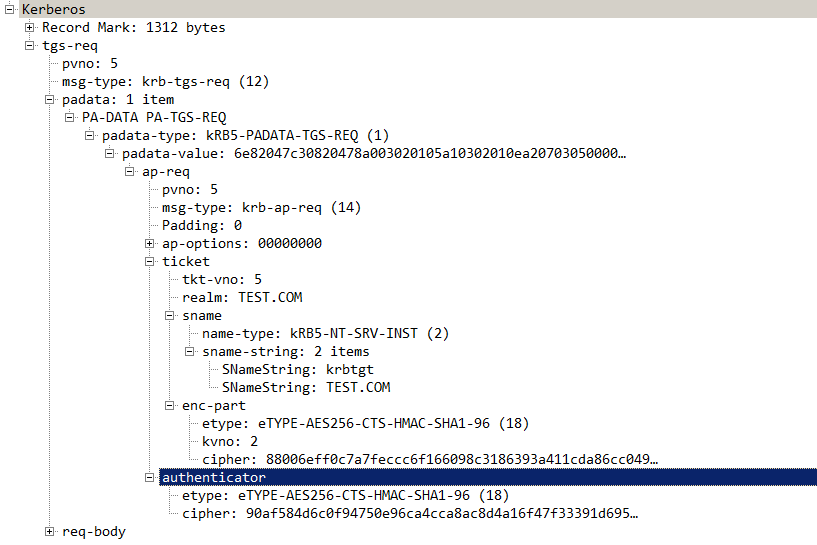 Kerberos
Record Mark: 1312 bytes
tgs-req
pvno: 5
msg-type: krb-tgs-req (12)
padata: 1 item
PA-DATA PA-TGS-REQ
padata-type: kRB5-PADATA-TGS-REQ (1)
padata-value: 6e82047c30820478a003020105a10302010ea20703050000…
ap-req
pvno: 5
msg-type: krb-ap-req (14)
Padding: 0
ap-options: 00000000
ticket
tkt-vno: 5
realm: TEST.COM
sname
name-type: kRB5-NT-SRV-INST (2)
sname-string: 2 items
SNameString: krbtgt
SNameString: TEST.COM
enc-part
etype: eTYPE-AES256-CTS-HMAC-SHA1-96 (18)
kvno: 2
cipher: 88006eff0c7a7feccc6f166098c3186393a411cda86cc049…
authenticator
etype: eTYPE-AES256-CTS-HMAC-SHA1-96 (18)
cipher: 90af584d6c0f94750e96ca4cca8ac8d4a16f47f33391d695…
req-body